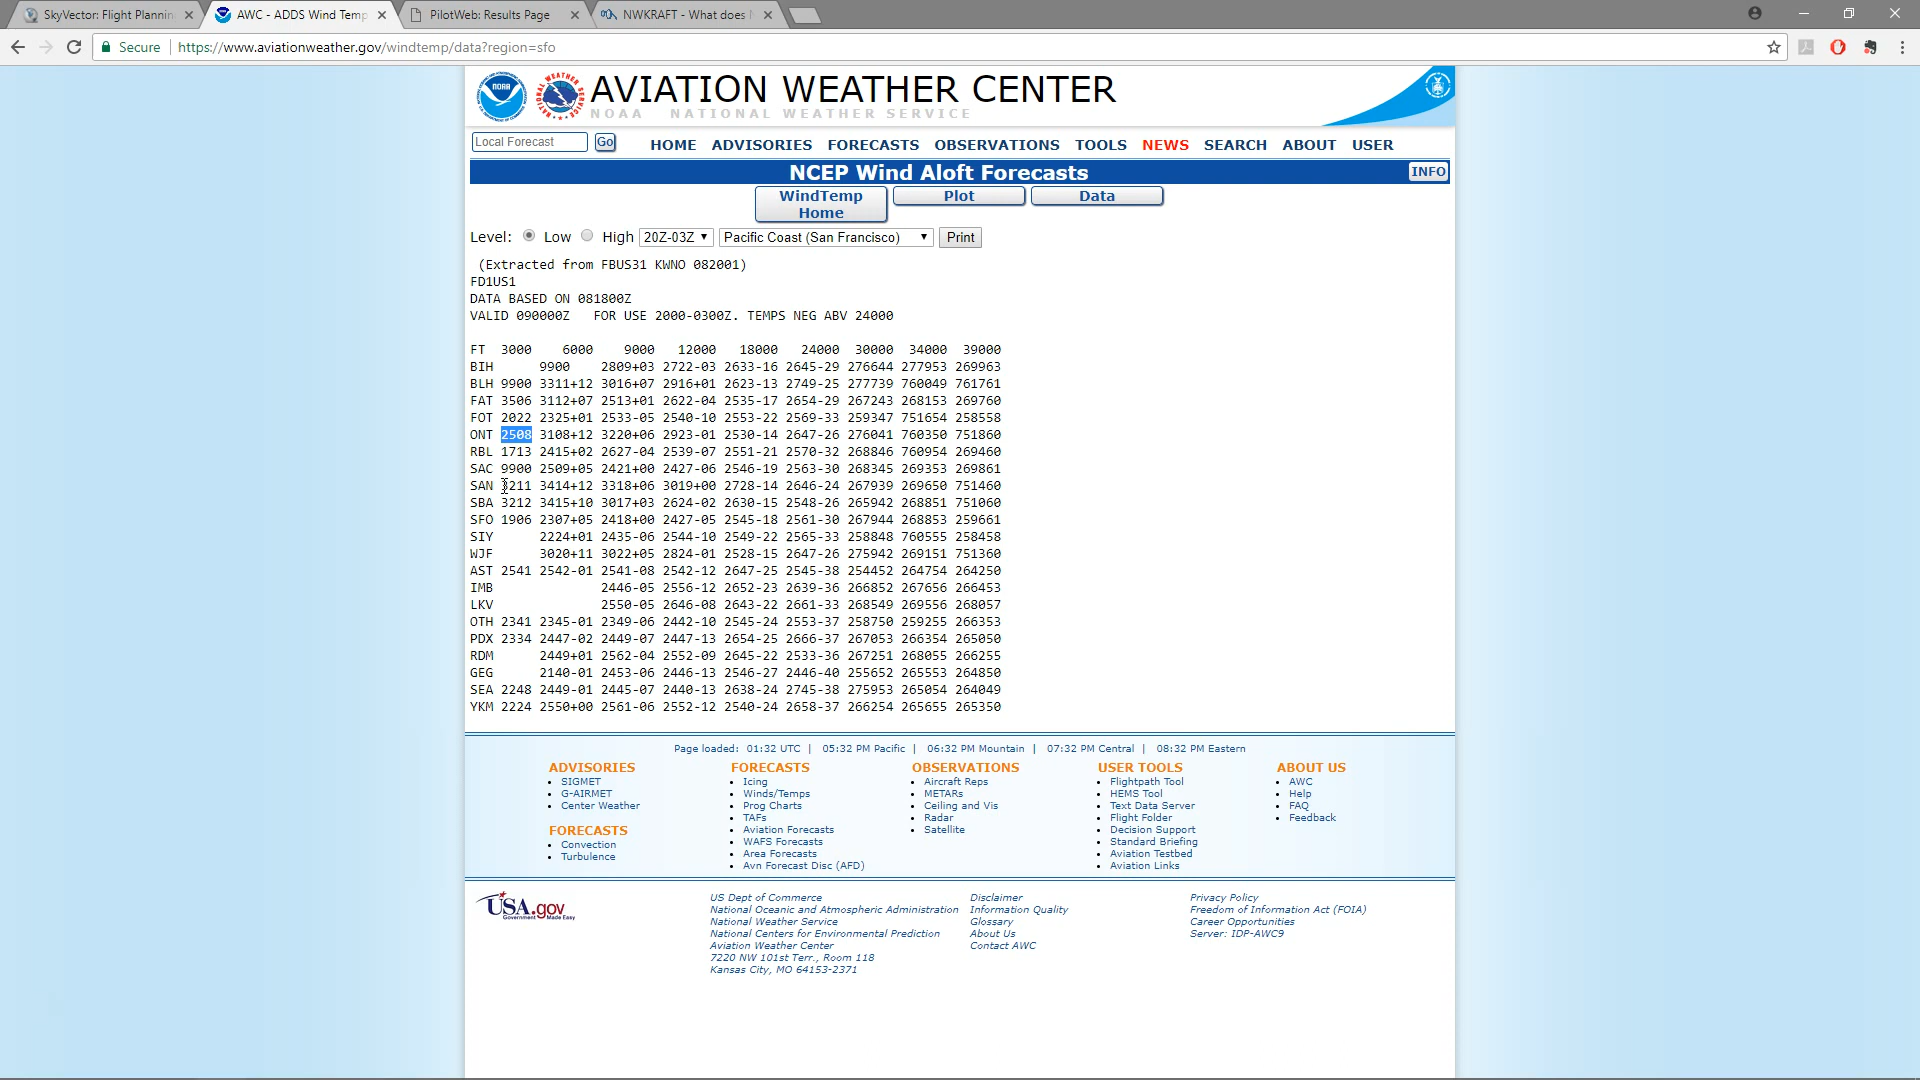 SkyVector: Flight Plannin
AWC - ADDS Wind Temp
PilotWeb: Results Page
NWKRAFT - What does
Secure https://www.aviationweather.gov/windtemp/data?region=sfo
NOAA
AVIATION WEATHER CENTER
NOAA NATIONAL WEATHER SERVICE
Local Forecast Go HOME ADVISORIES FORECASTS OBSERVATIONS TOOLS NEWS SEARCH ABOUT USER
NCEP Wind Aloft Forecasts INFO
WindTemp Home Plot Data
Level: Low High 20Z-03Z Pacific Coast (San Francisco) Print
(Extracted from FBUS31 KWNO 082001)
FD1US1
DATA BASED ON 081800Z
VALID 090000Z FOR USE 2000-0300Z. TEMPS NEG ABV 24000
FT 3000 6000 9000 12000 18000 24000 30000 34000 39000
BIH 9900 2809+03 2722-03 2633-16 2645-29 276644 277953 269963
BLH 9900 3311+12 3016+07 2916+01 2623-13 2749-25 277739 760049 761761
FAT 3506 3112+07 2513+01 2622-04 2535-17 2654-29 267243 268153 269760
FOT 2022 2325+01 2533-05 2540-10 2553-22 2569-33 259347 751654 258558
ONT 2508 3108+12 3220+06 2923-01 2530-14 2647-26 276041 760350 751860
RBL 1713 2415+02 2627-04 2539-07 2551-21 2570-32 268846 760954 269460
SAC 9900 2509+05 2421+00 2427-06 2546-19 2563-30 268345 269353 269861
SAN 3211 3414+12 3318+06 3019+00 2728-14 2646-24 267939 269650 751460
SBA 3212 3415+10 3017+03 2624-02 2630-15 2548-26 265942 268851 751060
SFO 1906 2307+05 2418+00 2427-05 2545-18 2561-30 267944 268853 259661
SIY 2224+01 2435-06 2544-10 2549-22 2565-33 258848 760555 258458
WJF 3020+11 3022+05 2824-01 2528-15 2647-26 275942 269151 751360
AST 2541 2542-01 2541-08 2542-12 2647-25 2545-38 254452 264754 264250
IMB 2446-05 2556-12 2652-23 2639-36 266852 267656 266453
LKV 2550-05 2646-08 2643-22 2661-33 268549 269556 268057
OTH 2341 2345-01 2349-06 2442-10 2545-24 2553-37 258750 259255 266353
PDX 2334 2447-02 2449-07 2447-13 2654-25 2666-37 267053 266354 265050
RDM 2449+01 2562-04 2552-09 2645-22 2533-36 267251 268055 266255
GEG 2140-01 2453-06 2446-13 2546-27 2446-40 255652 265553 264850
SEA 2248 2449-01 2445-07 2440-13 2638-24 2745-38 275953 265054 264049
YKM 2224 2550+00 2561-06 2552-12 2540-24 2658-37 266254 265655 265350
Page loaded: 01:32 UTC | 05:32 PM Pacific | 06:32 PM Mountain | 07:32 PM Central | 08:32 PM Eastern
ADVISORIES
SIGMET
G-AIRMET
Center Weather
FORECASTS
Convection
Turbulence
FORECASTS
Icing
Winds/Temps
Prog Charts
TAFs
Aviation Forecasts
WAFS Forecasts
Area Forecasts
Avn Forecast Disc (AFD)
OBSERVATIONS
Aircraft Reps
METARs
Ceiling and Vis
Radar
Satellite
USER TOOLS
Flightpath Tool
HEMS Tool
Text Data Server
Flight Folder
Decision Support
Standard Briefing
Aviation Testbed
Aviation Links
ABOUT US
AWC
Help
FAQ
Feedback
USA.gov
Government Made Easy
US Dept of Commerce
National Oceanic and Atmospheric Administration
National Weather Service
National Centers for Environmental Prediction
Aviation Weather Center
7220 NW 101st Terr., Room 118
Kansas City, MO 64153-2371
Disclaimer
Information Quality
Glossary
About Us
Contact AWC
Privacy Policy
Freedom of Information Act (FOIA)
Career Opportunities
Server: IDP-AWC9